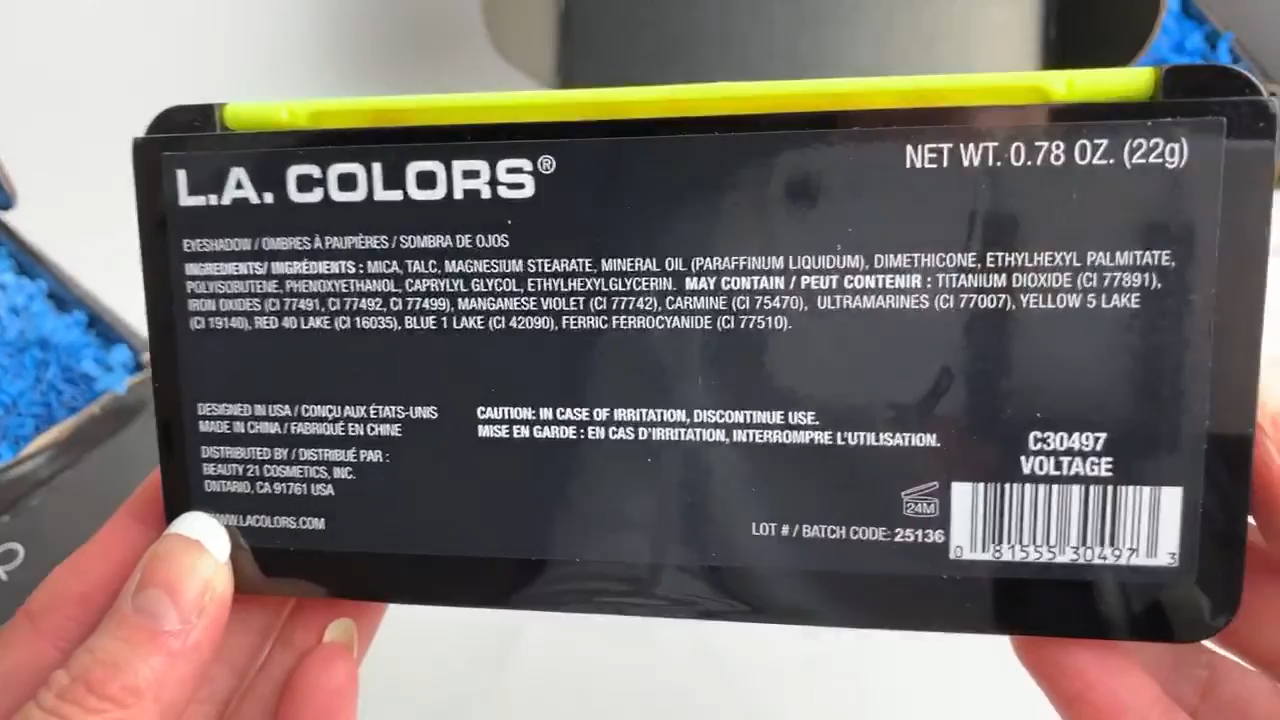 L.A. COLORS®
NET WT. 0.78 OZ. (22g)
EYESHADOW / OMBRES À PAUPIÈRES / SOMBRA DE OJOS
INGREDIENTS/ INGRÉDIENTS : MICA, TALC, MAGNESIUM STEARATE, MINERAL OIL (PARAFFINUM LIQUIDUM), DIMETHICONE, ETHYLHEXYL PALMITATE,
POLYISOBUTENE, PHENOXYETHANOL, CAPRYLYL GLYCOL, ETHYLHEXYLGLYCERIN. MAY CONTAIN / PEUT CONTENIR : TITANIUM DIOXIDE (CI 77891),
IRON OXIDES (CI 77491, CI 77492, CI 77499), MANGANESE VIOLET (CI 77742), CARMINE (CI 75470), ULTRAMARINES (CI 77007), YELLOW 5 LAKE
(CI 19140), RED 40 LAKE (CI 16035), BLUE 1 LAKE (CI 42090), FERRIC FERROCYANIDE (CI 77510).
DESIGNED IN USA / CONÇU AUX ÉTATS-UNIS
MADE IN CHINA / FABRIQUÉ EN CHINE
DISTRIBUTED BY / DISTRIBUÉ PAR :
BEAUTY 21 COSMETICS, INC.
ONTARIO, CA 91761 USA
WWW.LACOLORS.COM
CAUTION: IN CASE OF IRRITATION, DISCONTINUE USE.
MISE EN GARDE : EN CAS D'IRRITATION, INTERROMPRE L'UTILISATION.
C30497
VOLTAGE
24M
LOT # / BATCH CODE: 25136
0 81555 30497 3